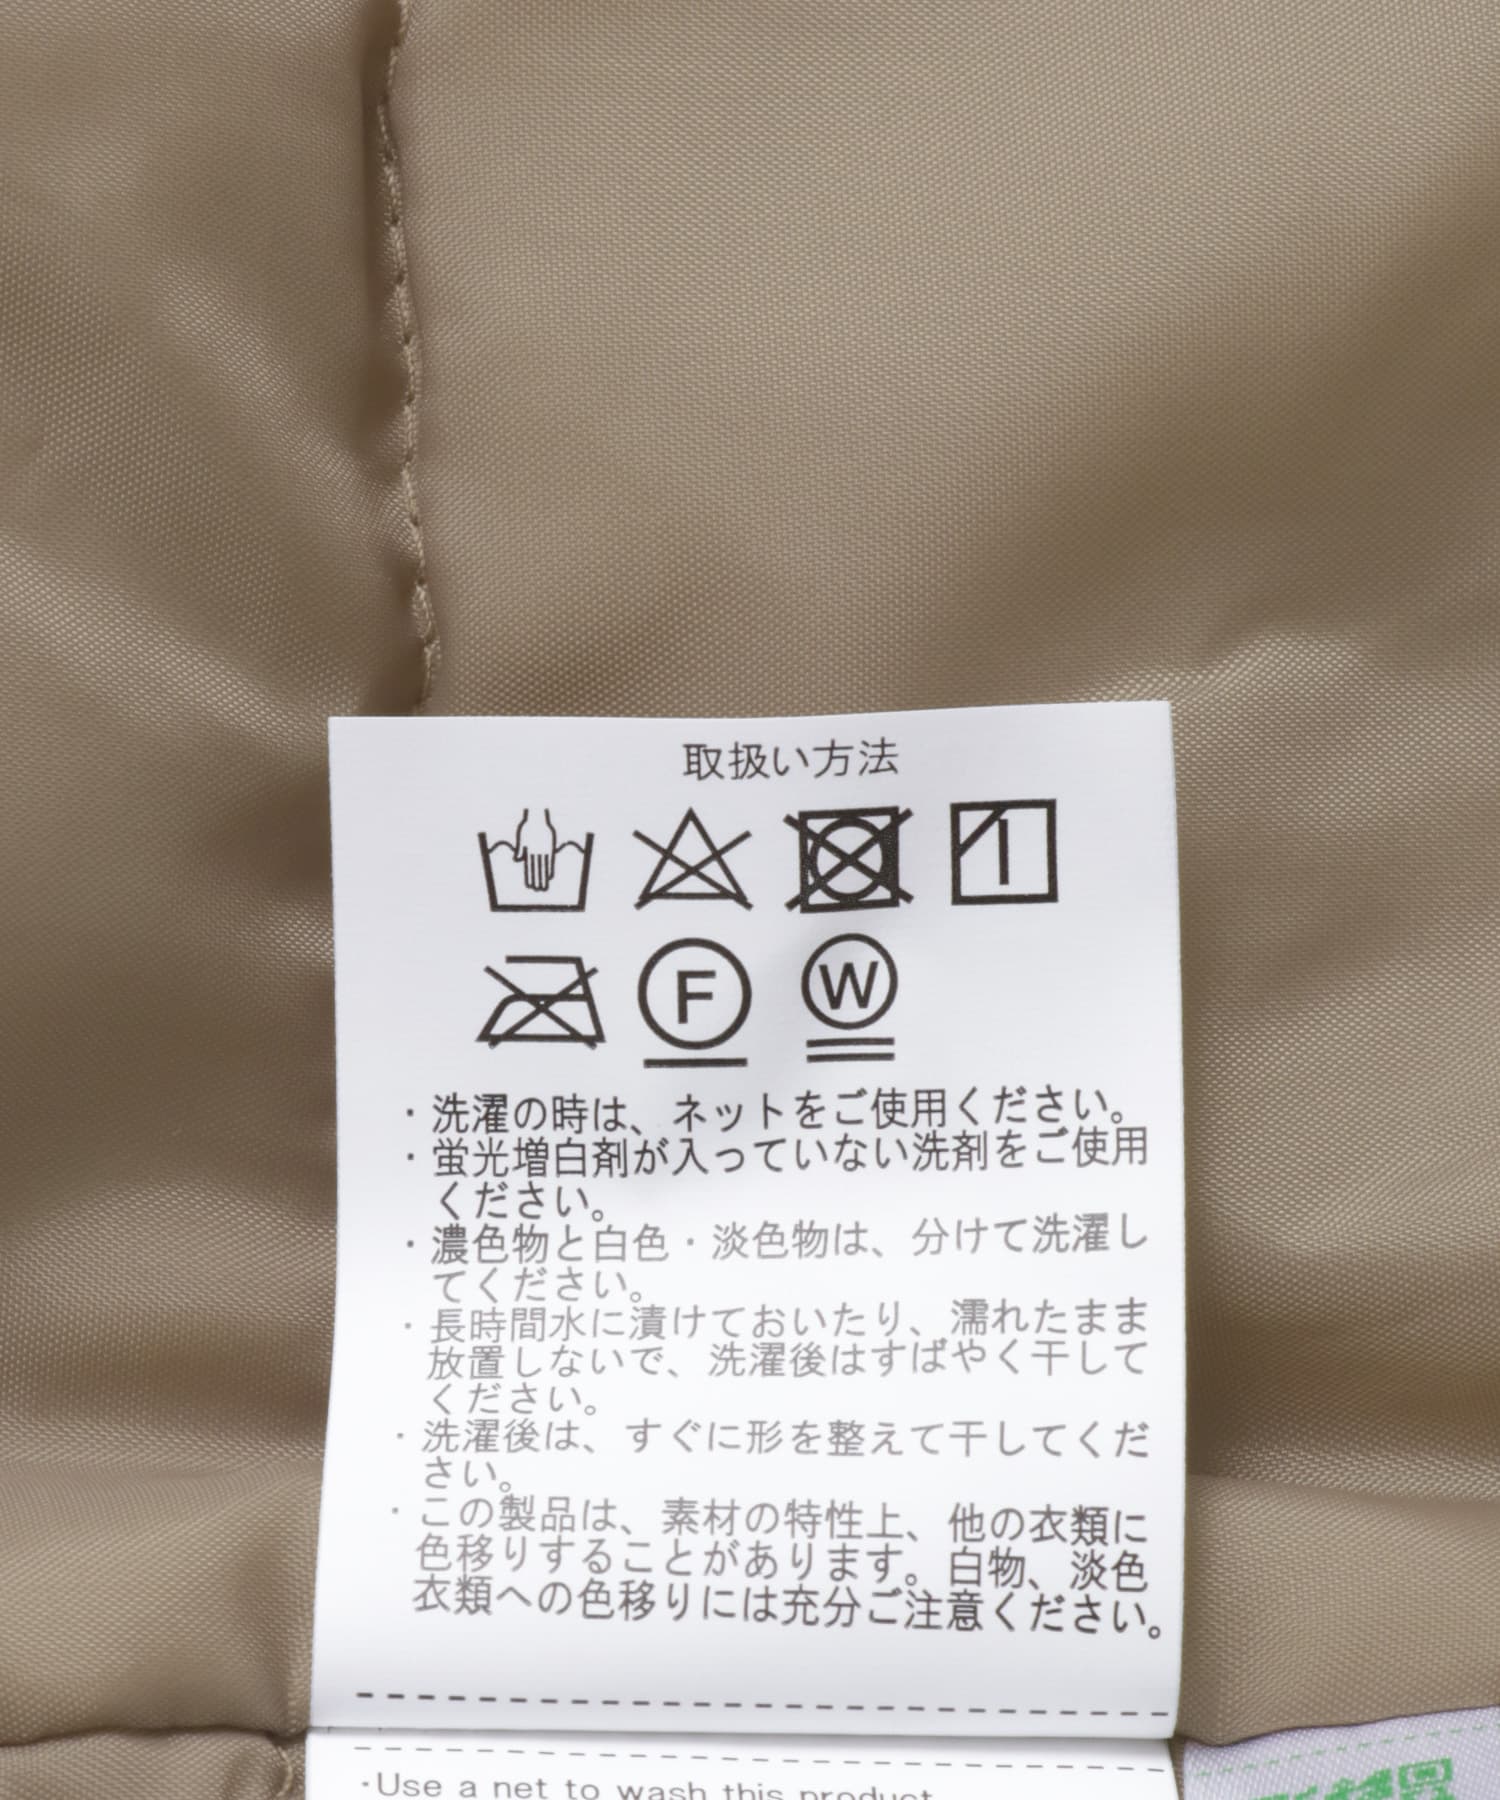 取扱い方法
F
W
・洗濯の時は、ネットをご使用ください。
・蛍光増白剤が入っていない洗剤をご使用
ください。
・濃色物と白色・淡色物は、分けて洗濯し
てください。
・長時間水に漬けておいたり、濡れたまま
放置しないで、洗濯後はすばやく干して
ください。
・洗濯後は、すぐに形を整えて干してくだ
さい。
・この製品は、素材の特性上、他の衣類に
色移りすることがあります。白物、淡色
衣類への色移りには充分ご注意ください。
・Use a net to wash this product